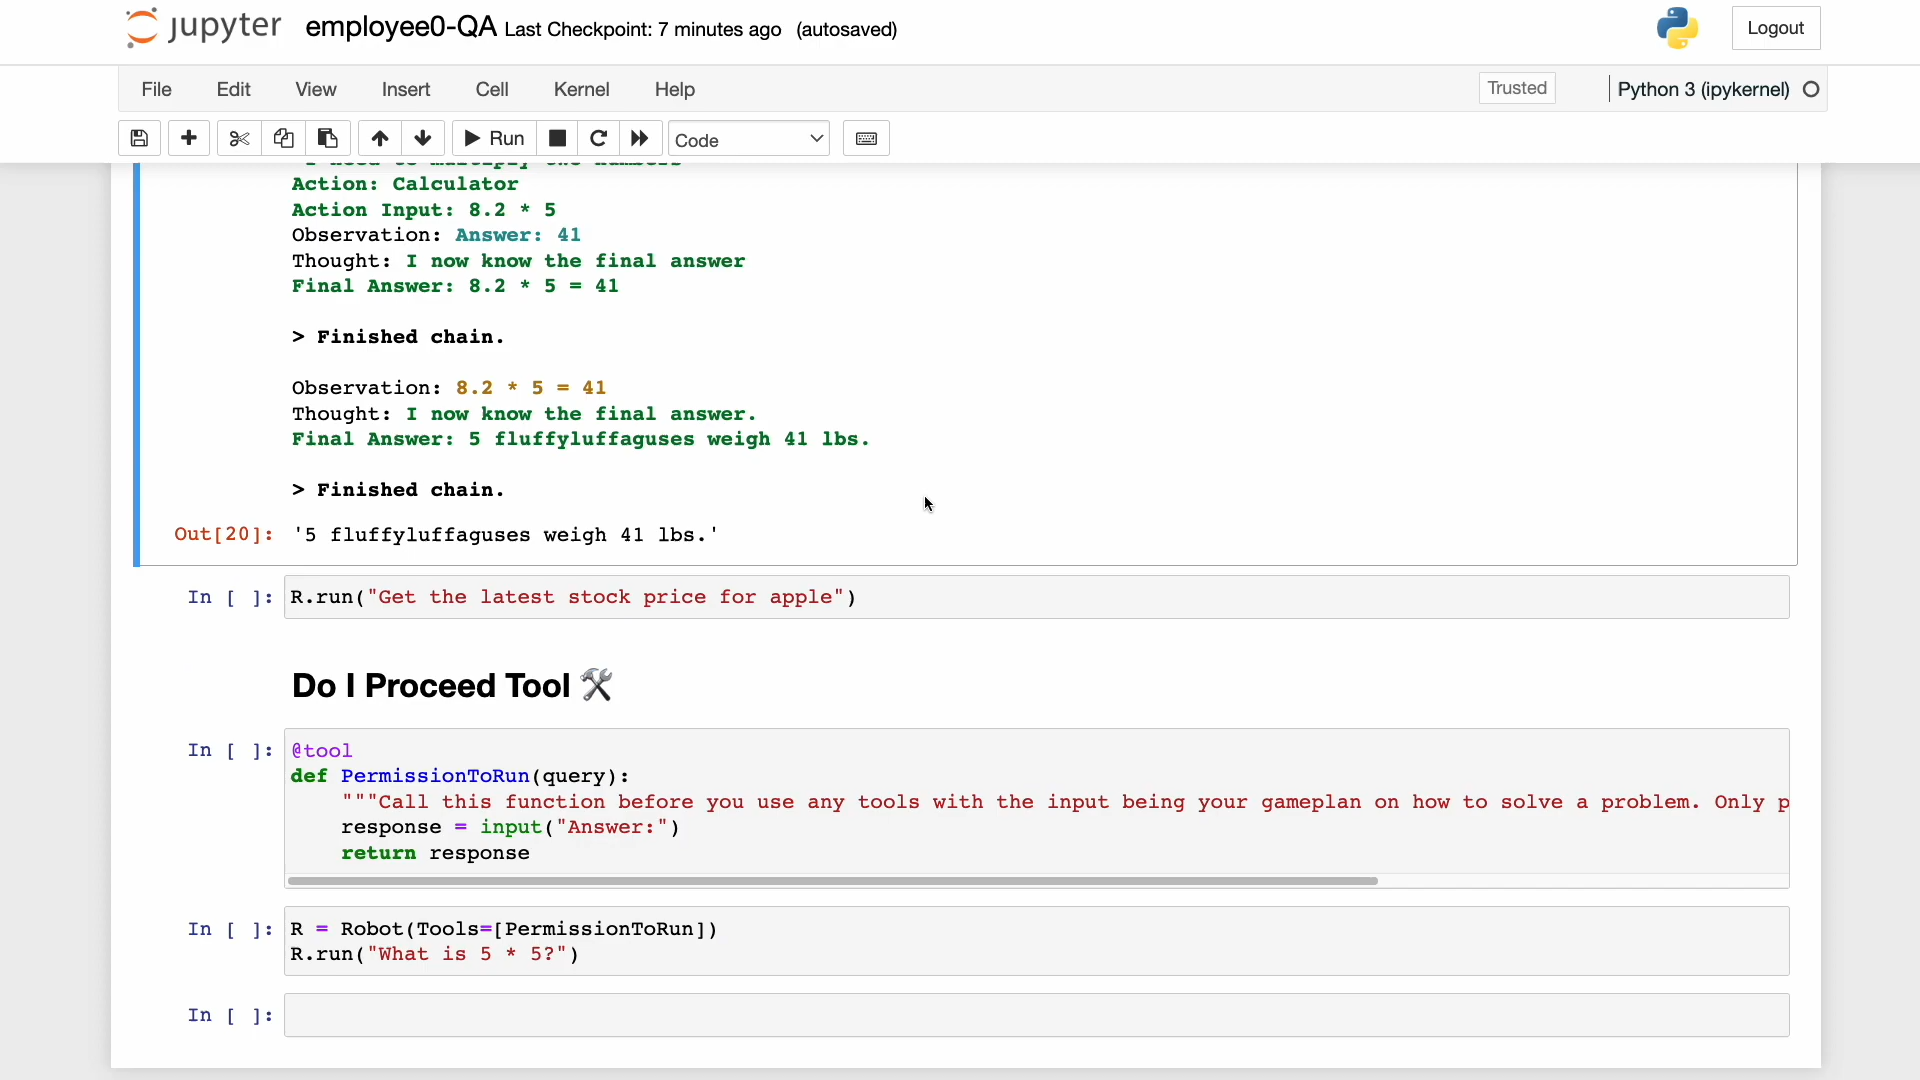 jupyter employee0-QA Last Checkpoint: 7 minutes ago (autosaved) Logout
File Edit View Insert Cell Kernel Help Trusted Python 3 (ipykernel)
Run Code
I need to multiply two numbers
Action: Calculator
Action Input: 8.2 * 5
Observation: Answer: 41
Thought: I now know the final answer
Final Answer: 8.2 * 5 = 41
> Finished chain.
Observation: 8.2 * 5 = 41
Thought: I now know the final answer.
Final Answer: 5 fluffyluffaguses weigh 41 lbs.
> Finished chain.
Out[20]: '5 fluffyluffaguses weigh 41 lbs.'
In [ ]: R.run("Get the latest stock price for apple")
Do I Proceed Tool 🛠
In [ ]: @tool
def PermissionToRun(query):
"""Call this function before you use any tools with the input being your gameplan on how to solve a problem. Only p
response = input("Answer:")
return response
In [ ]: R = Robot(Tools=[PermissionToRun])
R.run("What is 5 * 5?")
In [ ]: